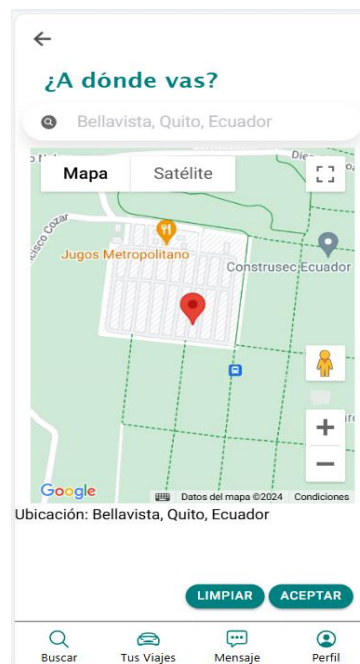 ¿A dónde vas?
Bellavista, Quito, Ecuador
Mapa Satélite
Jugos Metropolitano
Construsec Ecuador
Google
Datos del mapa ©2024 Condiciones
Ubicación: Bellavista, Quito, Ecuador
LIMPIAR ACEPTAR
Buscar Tus Viajes Mensaje Perfil